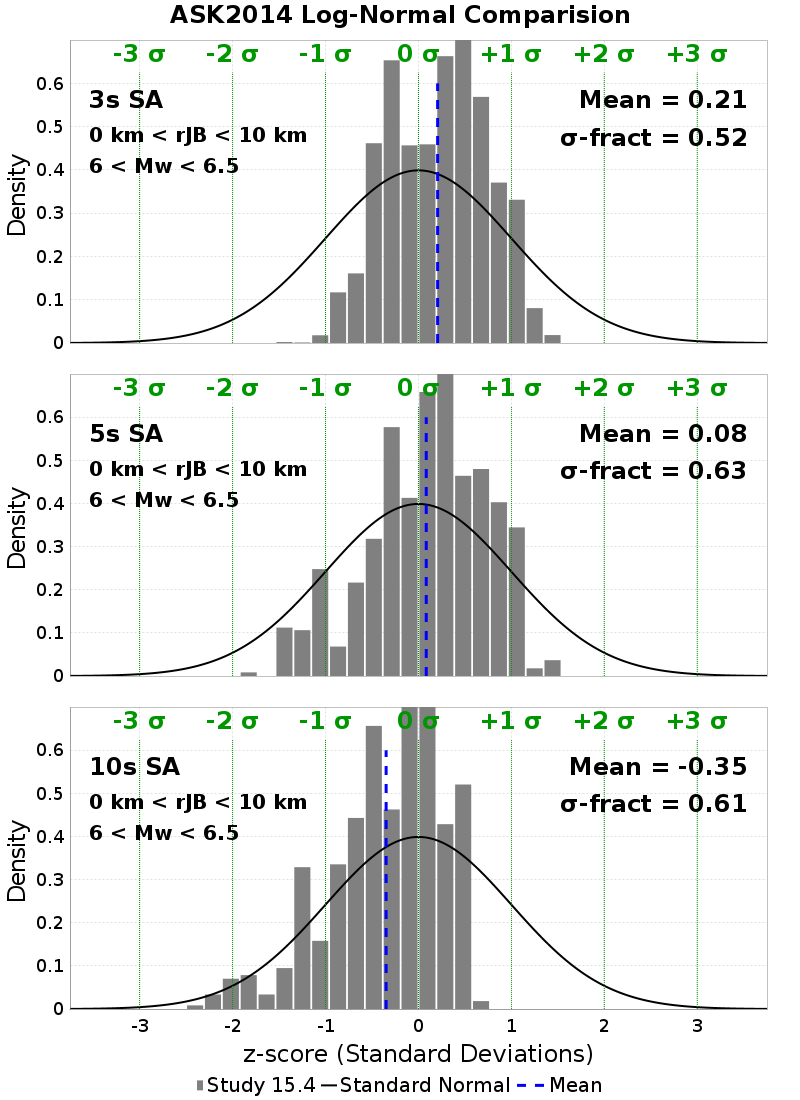 ASK2014 Log-Normal Comparision
-3 σ -2 σ -1 σ 0 σ +1 σ +2 σ +3 σ
3s SA
0 km < rJB < 10 km
6 < Mw < 6.5
Mean = 0.21
σ-fract = 0.52
Density
0.6
0.5
0.4
0.3
0.2
0.1
0
-3 σ -2 σ -1 σ 0 σ +1 σ +2 σ +3 σ
5s SA
0 km < rJB < 10 km
6 < Mw < 6.5
Mean = 0.08
σ-fract = 0.63
Density
0.6
0.5
0.4
0.3
0.2
0.1
0
-3 σ -2 σ -1 σ 0 σ +1 σ +2 σ +3 σ
10s SA
0 km < rJB < 10 km
6 < Mw < 6.5
Mean = -0.35
σ-fract = 0.61
Density
0.6
0.5
0.4
0.3
0.2
0.1
0
-3 -2 -1 0 1 2 3
z-score (Standard Deviations)
Study 15.4 Standard Normal Mean